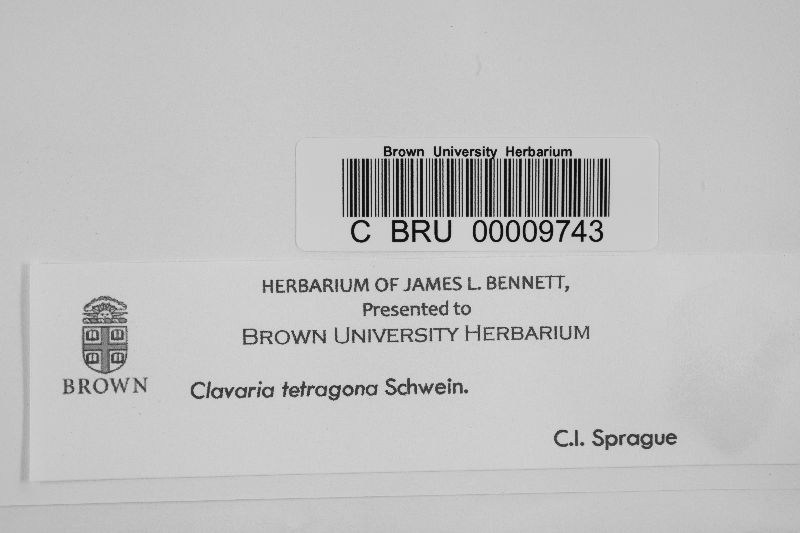 Brown University Herbarium
C BRU 00009743
HERBARIUM OF JAMES L. BENNETT,
Presented to
BROWN UNIVERSITY HERBARIUM
BROWN
Clavaria tetragona Schwein.
C.I. Sprague